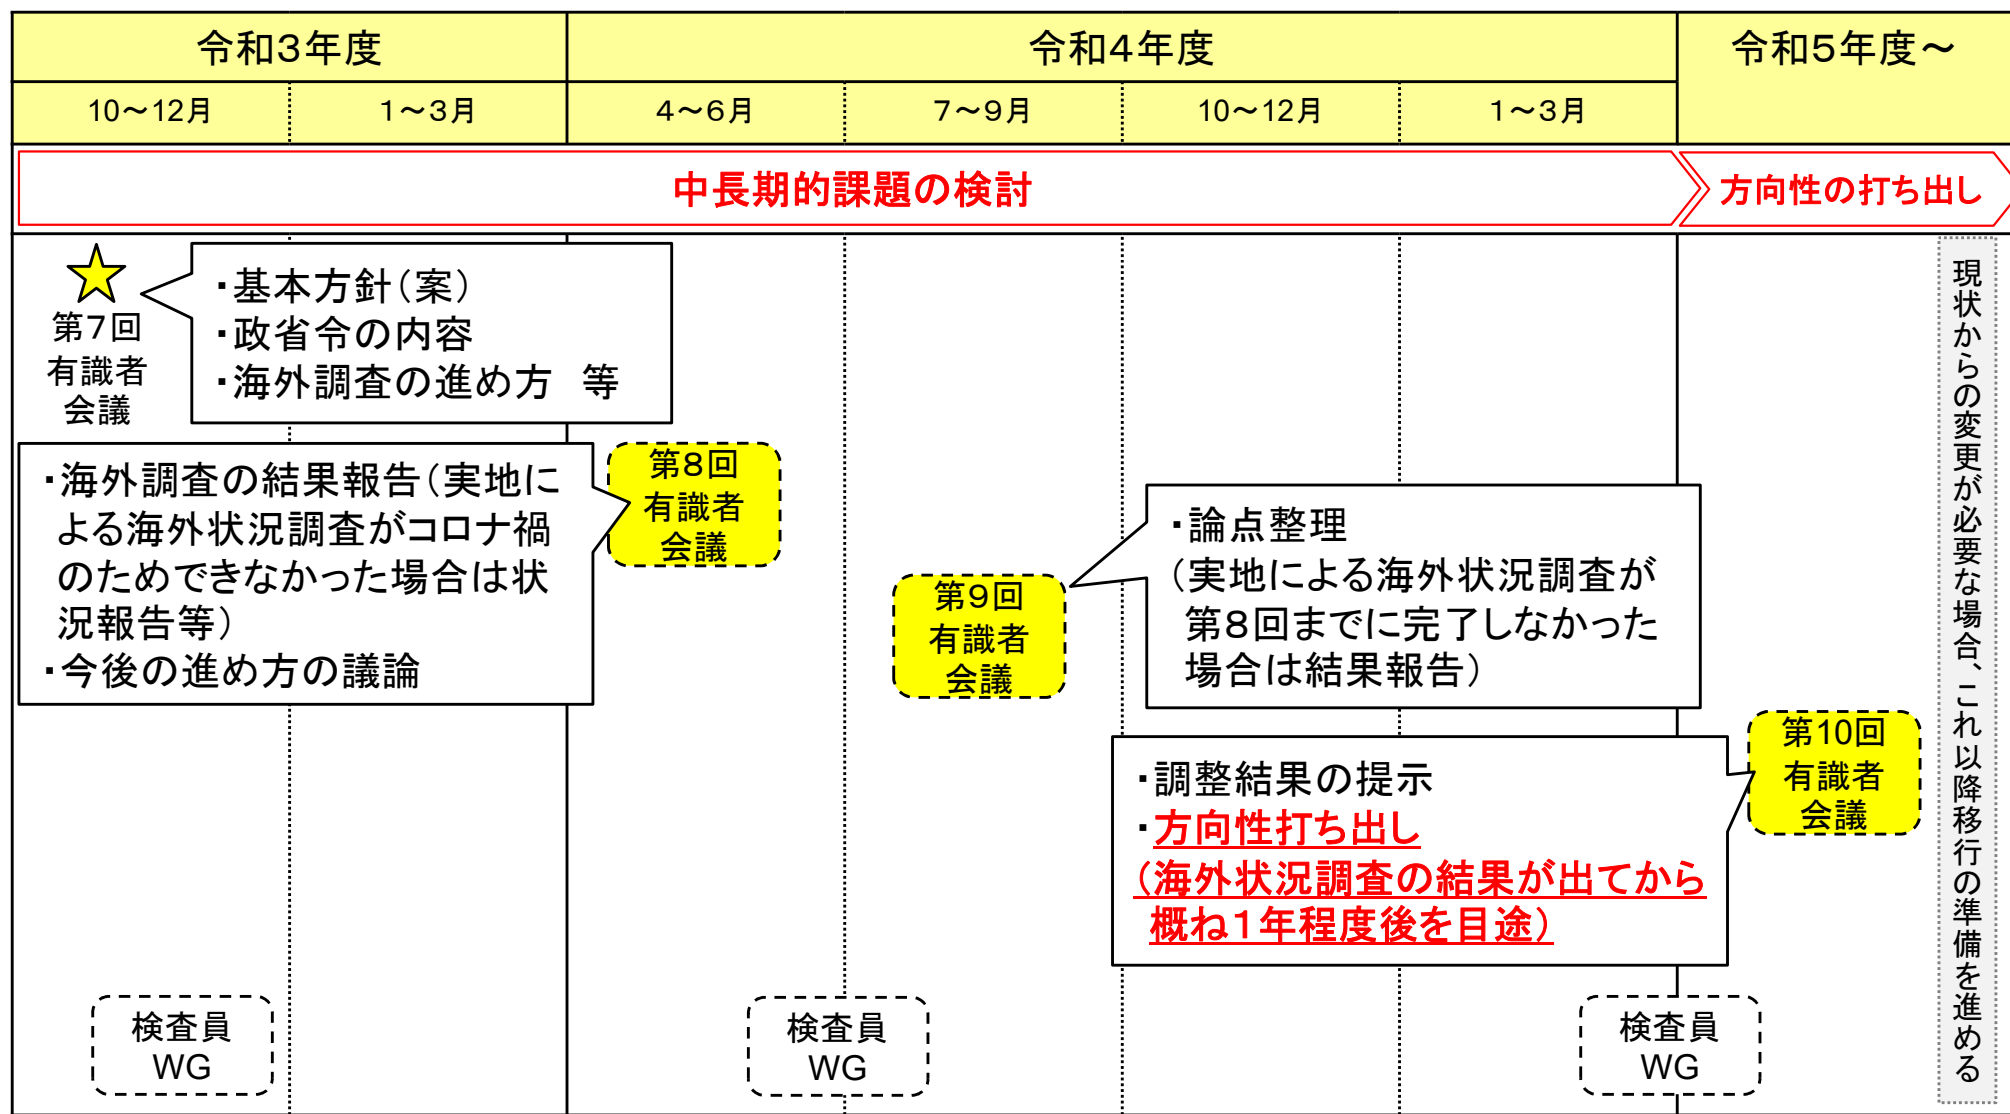 令和3年度
令和4年度
令和5年度～
10～12月
1～3月
4～6月
7～9月
10～12月
1～3月
中長期的課題の検討
方向性の打ち出し
第7回
有識者
会議
・基本方針（案）
・政省令の内容
・海外調査の進め方　等
・海外調査の結果報告（実地に
よる海外状況調査がコロナ禍
のためできなかった場合は状
況報告等）
・今後の進め方の議論
第8回
有識者
会議
第9回
有識者
会議
・論点整理
（実地による海外状況調査が
第8回までに完了しなかった
場合は結果報告）
・調整結果の提示
・方向性打ち出し
（海外状況調査の結果が出てから
概ね1年程度後を目途）
第10回
有識者
会議
検査員
WG
検査員
WG
検査員
WG
現状からの変更が必要な場合、これ以降移行の準備を進める